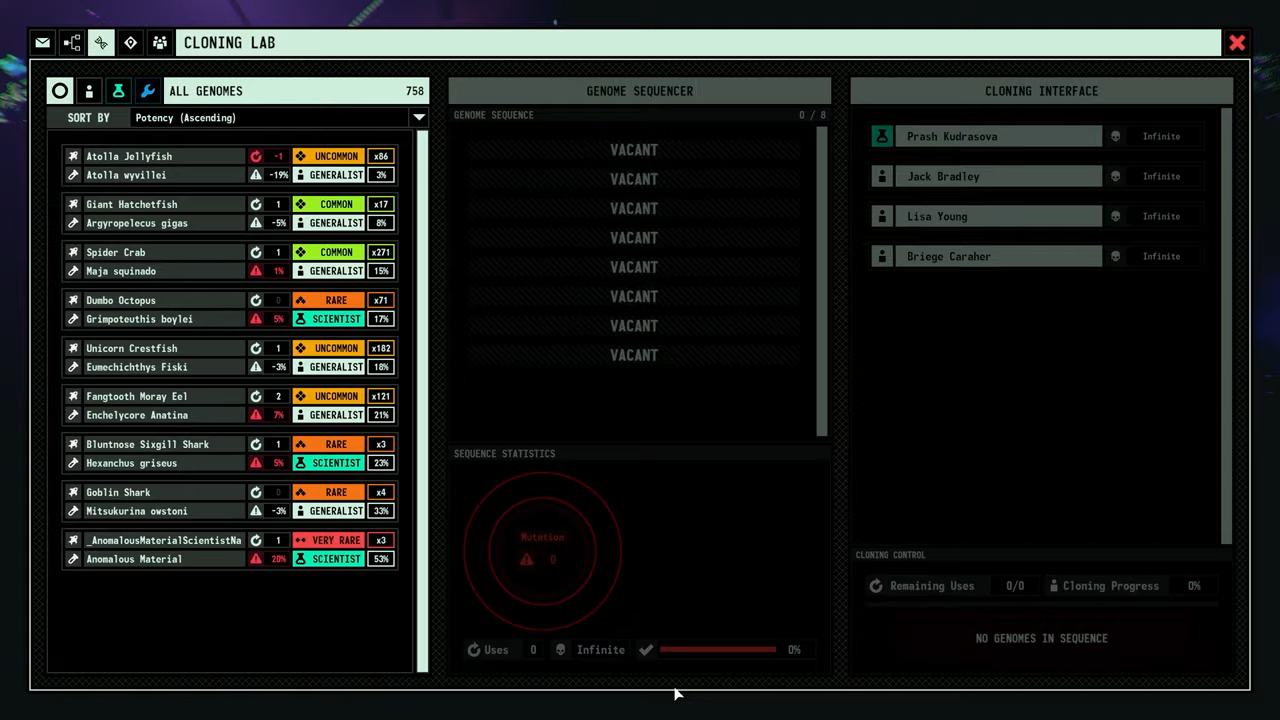 CLONING LAB
ALL GENOMES 758
SORT BY Potency (Ascending)
Atolla Jellyfish -1 UNCOMMON x86
Atolla wyvillei -19% GENERALIST 3%
Giant Hatchetfish 1 COMMON x17
Argyropelecus gigas -5% GENERALIST 8%
Spider Crab 1 COMMON x271
Maja squinado 1% GENERALIST 15%
Dumbo Octopus 0 RARE x71
Grimpoteuthis boylei 5% SCIENTIST 17%
Unicorn Crestfish 1 UNCOMMON x182
Eumechichthys Fiski -3% GENERALIST 18%
Fangtooth Moray Eel 2 UNCOMMON x121
Enchelycore Anatina 7% GENERALIST 21%
Bluntnose Sixgill Shark 1 RARE x3
Hexanchus griseus 5% SCIENTIST 23%
Goblin Shark 0 RARE x4
Mitsukurina owstoni -3% GENERALIST 33%
_AnomalousMaterialScientistNa 1 VERY RARE x3
Anomalous Material 20% SCIENTIST 53%
GENOME SEQUENCER
GENOME SEQUENCE 0 / 8
VACANT
VACANT
VACANT
VACANT
VACANT
VACANT
VACANT
VACANT
SEQUENCE STATISTICS
Mutation
0
Uses 0 Infinite 0%
CLONING INTERFACE
Prash Kudrasova Infinite
Jack Bradley Infinite
Lisa Young Infinite
Briege Caraher Infinite
CLONING CONTROL
Remaining Uses 0/0 Cloning Progress 0%
NO GENOMES IN SEQUENCE